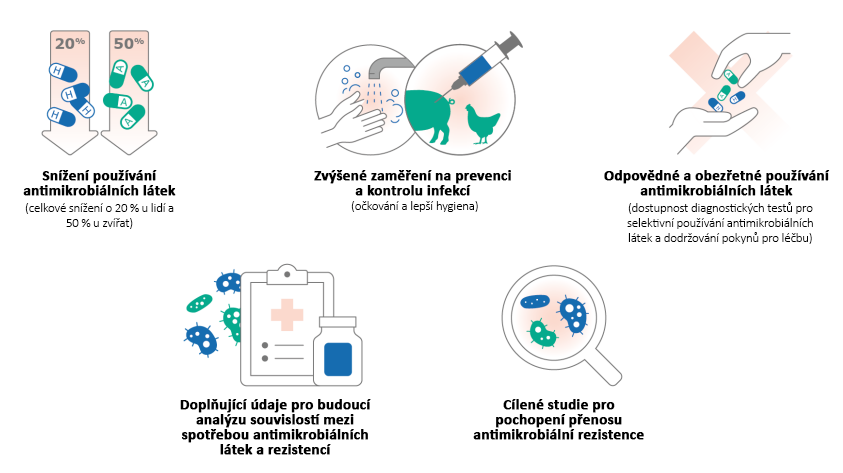 20%
50%
H
H
H
H
A
A
A
A
A
A
H
H
Snížení používání
antimikrobiálních látek
(celkové snížení o 20 % u lidí a
50 % u zvířat)
Zvýšené zaměření na prevenci
a kontrolu infekcí
(očkování a lepší hygiena)
Odpovědné a obezřetné používání
antimikrobiálních látek
(dostupnost diagnostických testů pro
selektivní používání antimikrobiálních
látek a dodržování pokynů pro léčbu)
Doplňující údaje pro budoucí
analýzu souvislostí mezi
spotřebou antimikrobiálních
látek a rezistencí
Cílené studie pro
pochopení přenosu
antimikrobiální rezistence